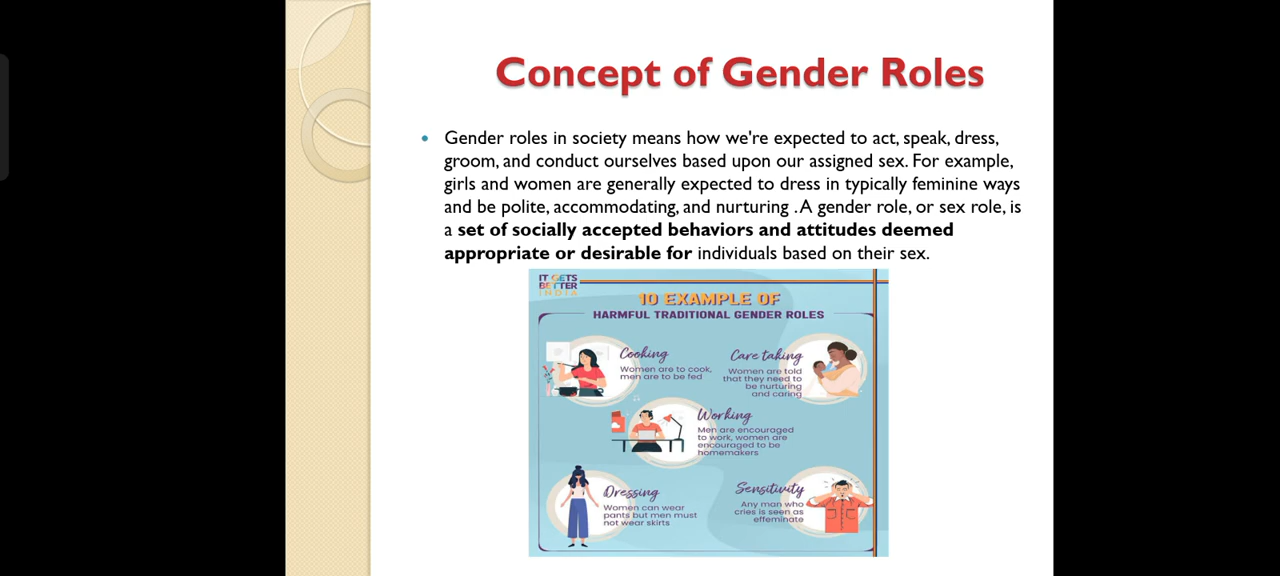 Concept of Gender Roles
• Gender roles in society means how we're expected to act, speak, dress,
groom, and conduct ourselves based upon our assigned sex. For example,
girls and women are generally expected to dress in typically feminine ways
and be polite, accommodating, and nurturing .A gender role, or sex role, is
a set of socially accepted behaviors and attitudes deemed
appropriate or desirable for individuals based on their sex.
IT GETS
BETTER
INDIA
10 EXAMPLE OF
HARMFUL TRADITIONAL GENDER ROLES
Cooking
Women are to cook,
men are to be fed
Care taking
Women are told
that they need to
be nurturing
and caring
Working
Men are encouraged
to work, women are
encouraged to be
homemakers
Dressing
Women can wear
pants but men must
not wear skirts
Sensitivity
Any man who
cries is seen as
effeminate